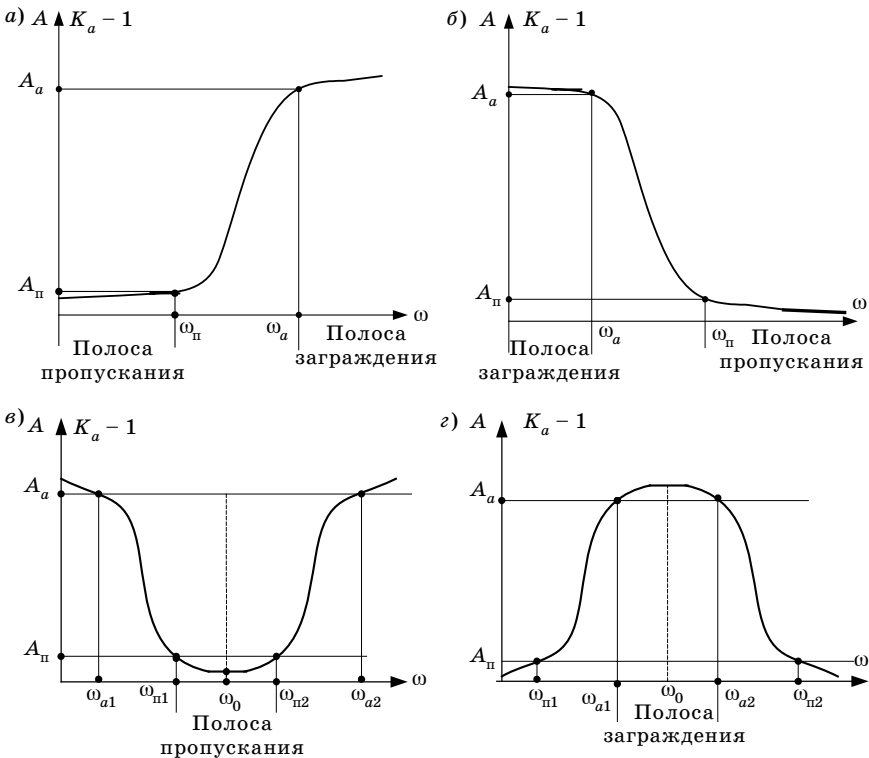 а) A K_a − 1
A_a
A_п
ω_п ω_a ω
Полоса пропускания
Полоса заграждения
б) A K_a − 1
A_a
A_п
ω
ω_a ω_п
Полоса заграждения
Полоса пропускания
в) A K_a − 1
A_a
A_п
ω
ω_a1 ω_п1 ω_0 ω_п2 ω_a2
Полоса
пропускания
г) A K_a − 1
A_a
A_п
ω
ω_п1 ω_a1 ω_0 ω_a2 ω_п2
Полоса
заграждения